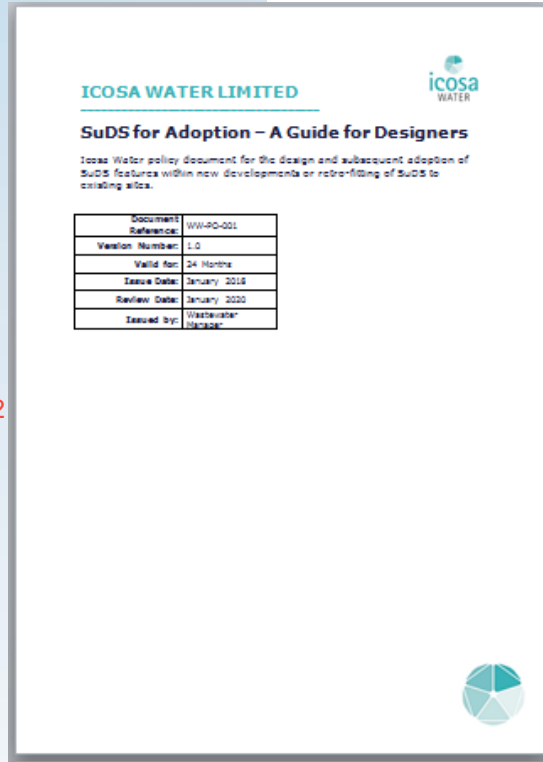 ICOSA WATER LIMITED
icosa
WATER
SuDS for Adoption – A Guide for Designers
Icosa Water policy document for the design and subsequent adoption of
SuDS features within new developments or retro-fitting of SuDS to
existing sites.
Document
Reference: WW-PO-001
Version Number: 1.0
Valid for: 24 Months
Issue Date: January 2018
Review Date: January 2020
Issued by: Wastewater
Manager
2